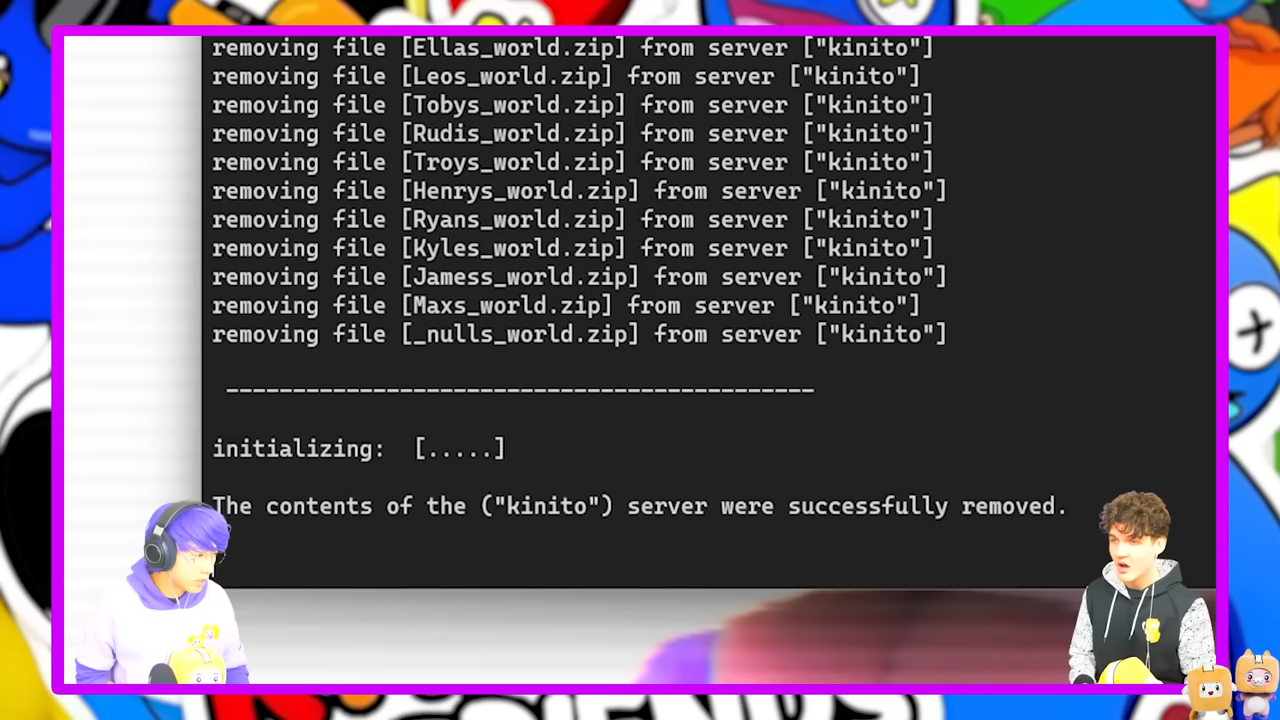 removing file [Ellas_world.zip] from server ["kinito"]
removing file [Leos_world.zip] from server ["kinito"]
removing file [Tobys_world.zip] from server ["kinito"]
removing file [Rudis_world.zip] from server ["kinito"]
removing file [Troys_world.zip] from server ["kinito"]
removing file [Henrys_world.zip] from server ["kinito"]
removing file [Ryans_world.zip] from server ["kinito"]
removing file [Kyles_world.zip] from server ["kinito"]
removing file [Jamess_world.zip] from server ["kinito"]
removing file [Maxs_world.zip] from server ["kinito"]
removing file [_nulls_world.zip] from server ["kinito"]
--------------------------------------------
initializing: [.....]
The contents of the ("kinito") server were successfully removed.